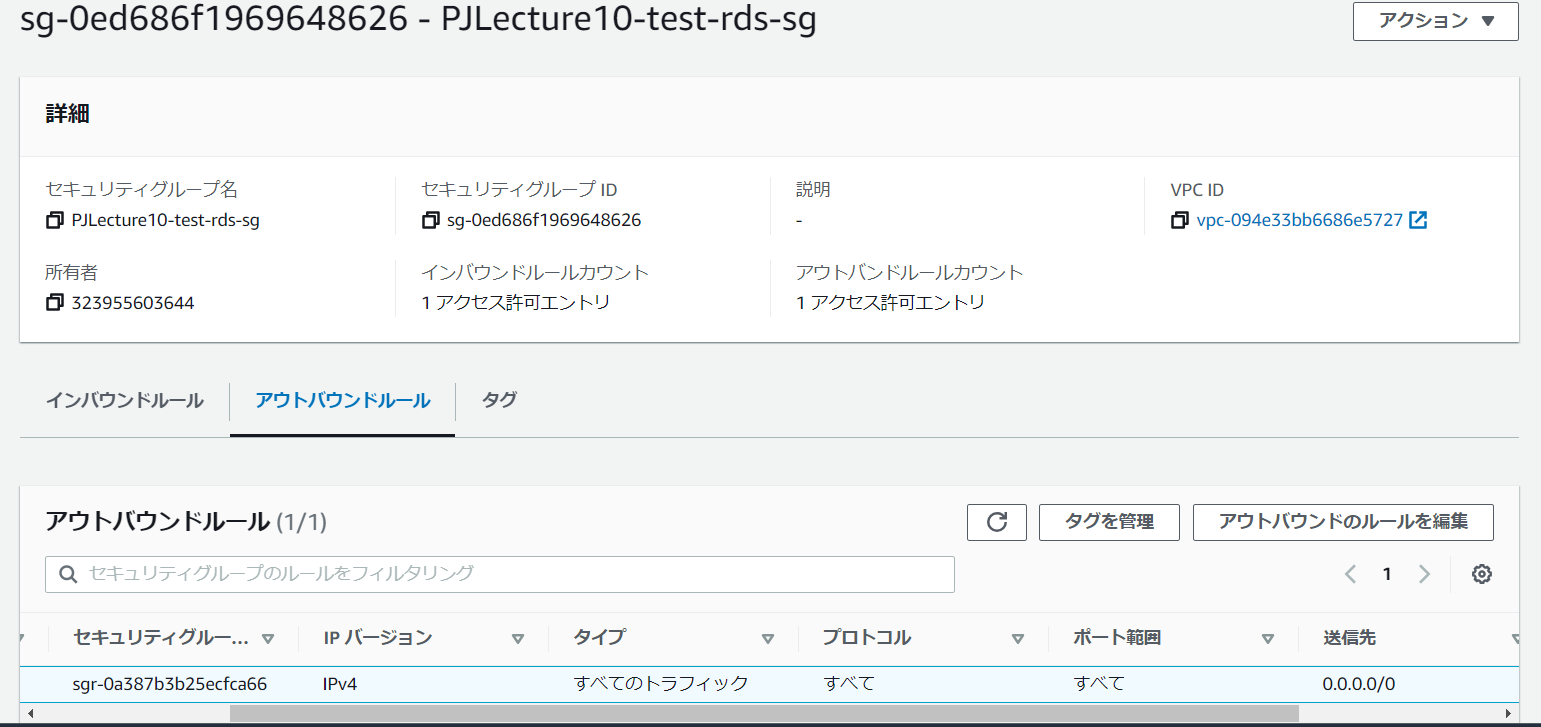 sg-0ed686f1969648626 - PJLecture10-test-rds-sg
アクション
詳細
セキュリティグループ名
PJLecture10-test-rds-sg
セキュリティグループ ID
sg-0ed686f1969648626
説明
-
VPC ID
vpc-094e33bb6686e5727
所有者
323955603644
インバウンドルールカウント
1 アクセス許可エントリ
アウトバンドルールカウント
1 アクセス許可エントリ
インバウンドルール アウトバウンドルール タグ
アウトバウンドルール (1/1)
タグを管理
アウトバウンドのルールを編集
セキュリティグループのルールをフィルタリング
1
セキュリティグルー... IP バージョン タイプ プロトコル ポート範囲 送信先
sgr-0a387b3b25ecfca66 IPv4 すべてのトラフィック すべて すべて 0.0.0.0/0